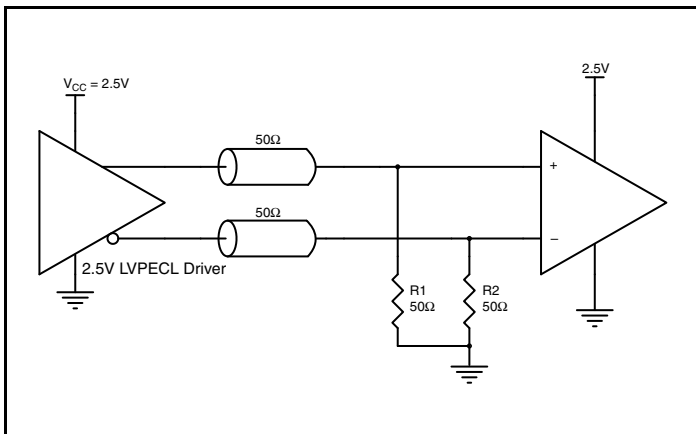 V_CC = 2.5V
2.5V
50Ω
+
50Ω
−
2.5V LVPECL Driver
R1
50Ω
R2
50Ω